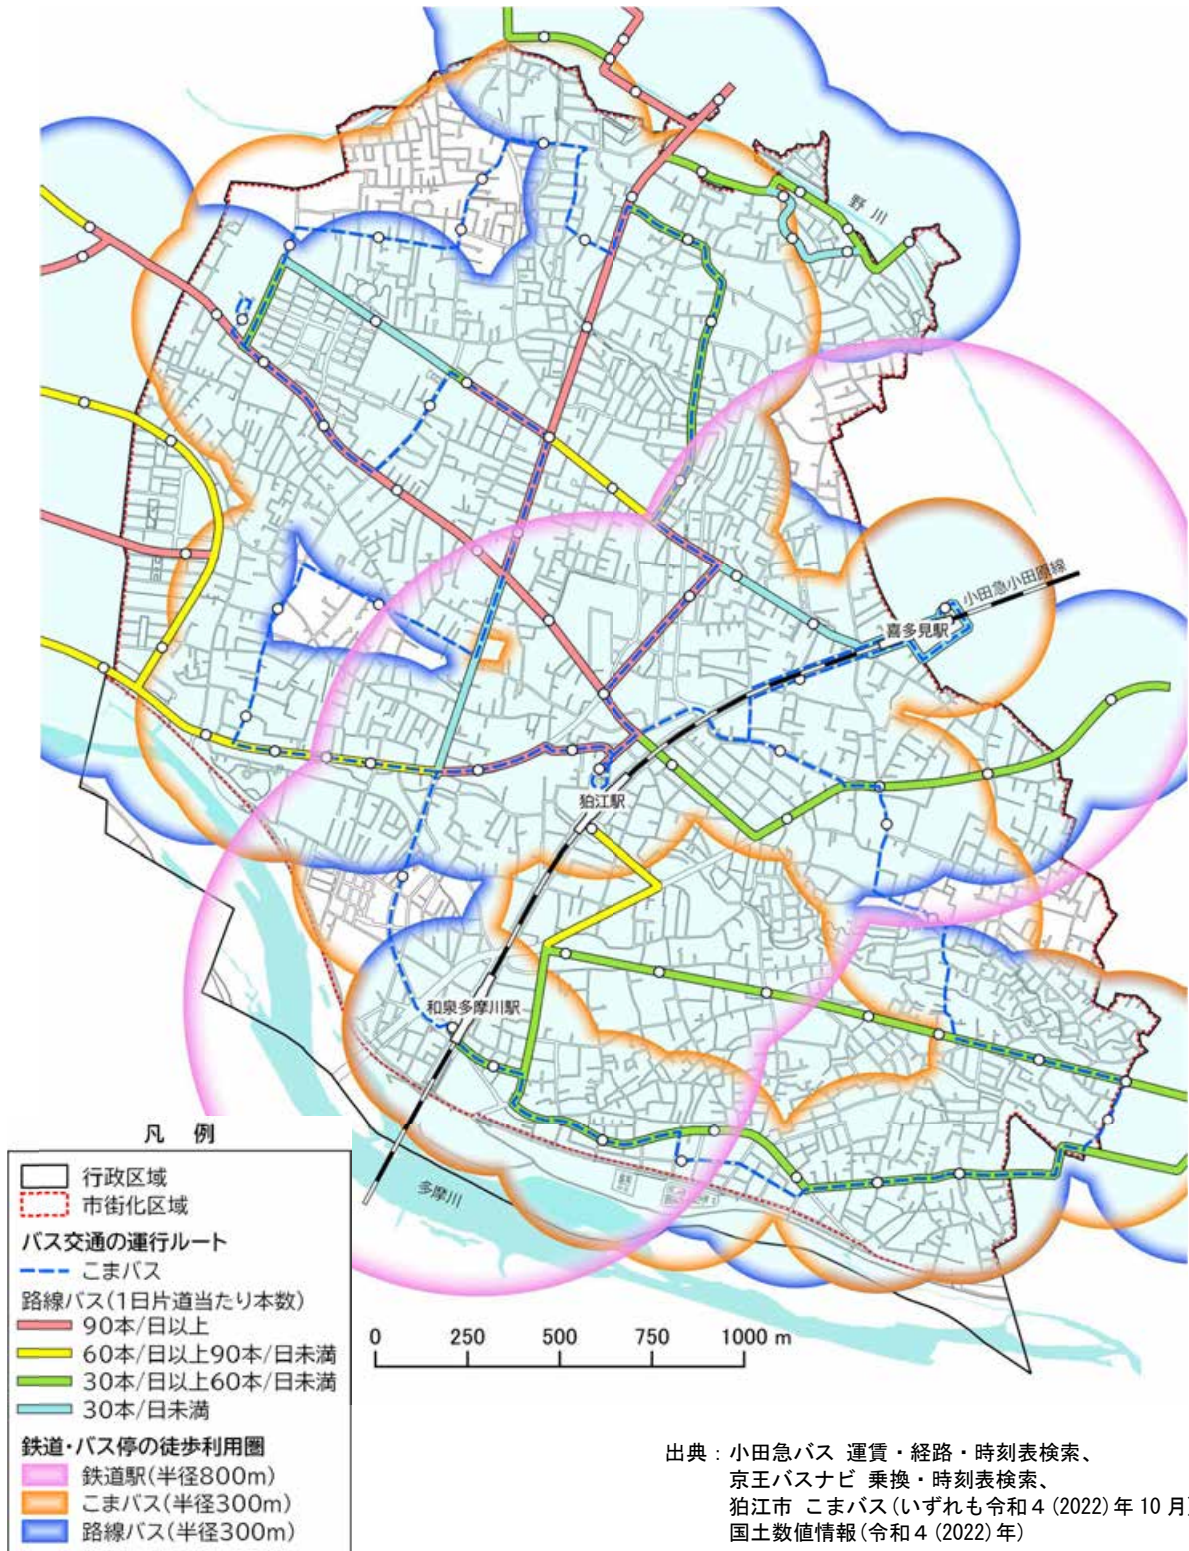 野川
小田急小田原線
喜多見駅
狛江駅
和泉多摩川駅
多摩川
凡 例
行政区域
市街化区域
バス交通の運行ルート
こまバス
路線バス(1日片道当たり本数)
90本/日以上
60本/日以上90本/日未満
30本/日以上60本/日未満
30本/日未満
鉄道・バス停の徒歩利用圏
鉄道駅(半径800m)
こまバス(半径300m)
路線バス(半径300m)
0 250 500 750 1000 m
出典：小田急バス 運賃・経路・時刻表検索、
京王バスナビ 乗換・時刻表検索、
狛江市 こまバス(いずれも令和4(2022)年10月)
国土数値情報(令和4(2022)年)